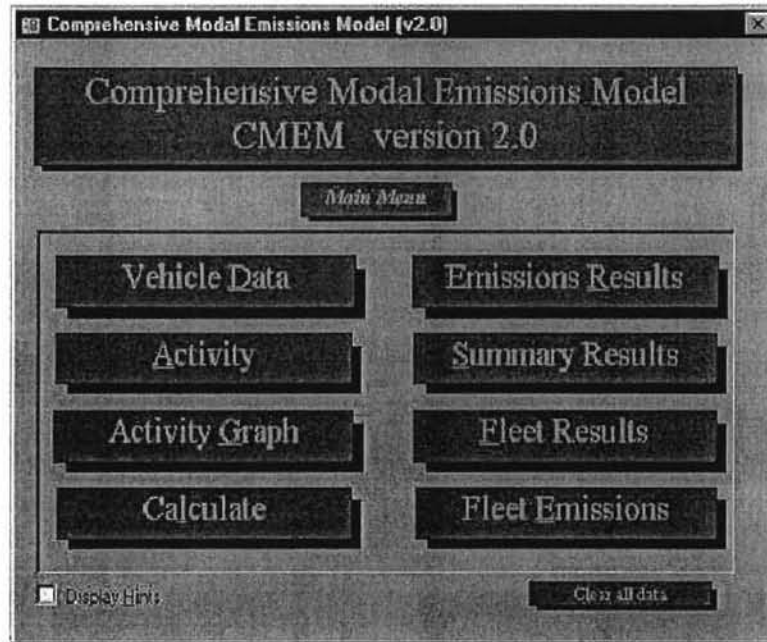 Comprehensive Modal Emissions Model (v2.0)
Comprehensive Modal Emissions Model
CMEM version 2.0
Main Menu
Vehicle Data
Activity
Activity Graph
Calculate
Emissions Results
Summary Results
Fleet Results
Fleet Emissions
Display Hints
Clear all data